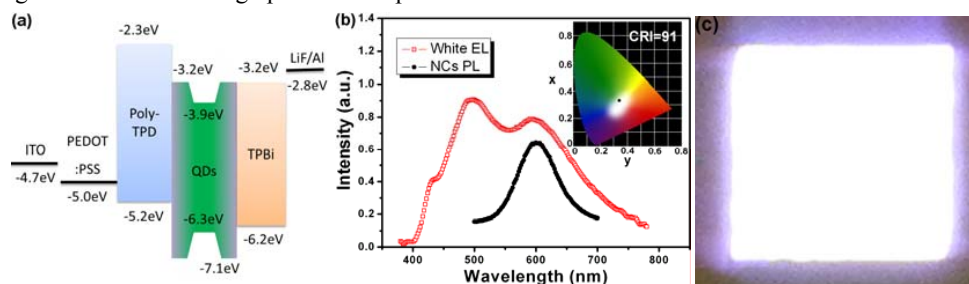 (a)
-2.3eV
-3.2eV
-3.2eV
LiF/Al
-2.8eV
Poly-
TPD
-3.9eV
ITO
PEDOT
:PSS
QDs
TPBi
-4.7eV
-5.0eV
-5.2eV
-6.3eV
-6.2eV
-7.1eV
(b)
1.4
1.2
1.0
0.8
0.6
0.4
0.2
0.0
Intensity (a.u.)
White EL
NCs PL
CRI=91
0.8
0.6
0.4
0.2
0.0
x
0.0 0.2 0.4 0.6 0.8
y
400 500 600 700 800
Wavelength (nm)
(c)